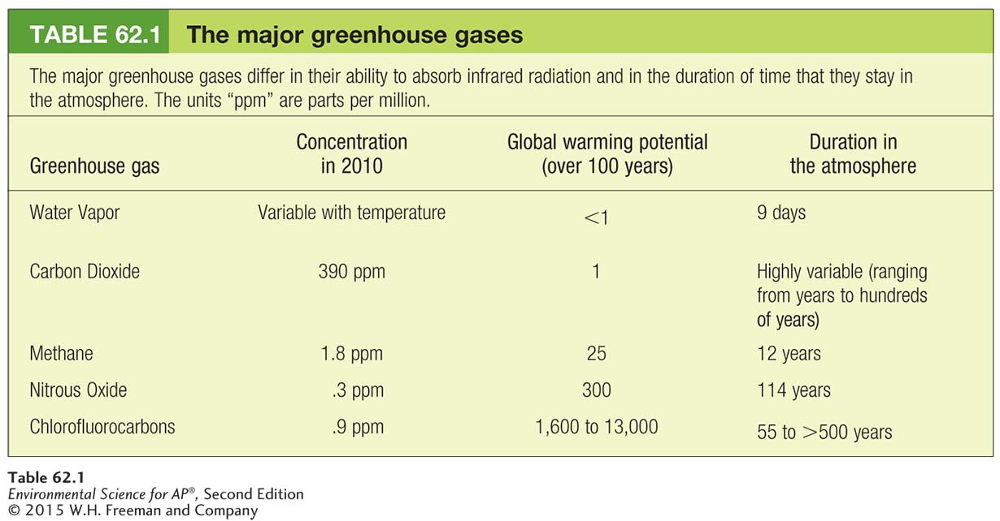 TABLE 62.1 The major greenhouse gases
The major greenhouse gases differ in their ability to absorb infrared radiation and in the duration of time that they stay in
the atmosphere. The units “ppm” are parts per million.
Greenhouse gas
Concentration
in 2010
Global warming potential
(over 100 years)
Duration in
the atmosphere
Water Vapor Variable with temperature <1 9 days
Carbon Dioxide 390 ppm 1 Highly variable (ranging
from years to hundreds
of years)
Methane 1.8 ppm 25 12 years
Nitrous Oxide .3 ppm 300 114 years
Chlorofluorocarbons .9 ppm 1,600 to 13,000 55 to >500 years
Table 62.1
Environmental Science for AP®, Second Edition
© 2015 W.H. Freeman and Company